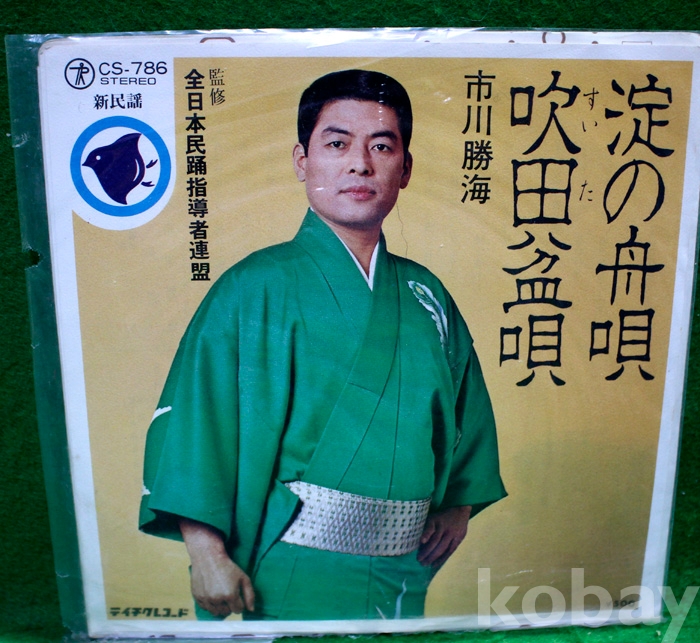 CS-786
STEREO
新民謡
監修
全日本民踊指導者連盟
市川勝海
淀の舟唄
吹田盆唄
すいた
テイチクレコード
kobay